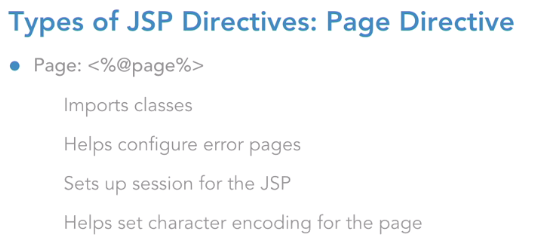 Types of JSP Directives: Page Directive
● Page: <%@page%>
Imports classes
Helps configure error pages
Sets up session for the JSP
Helps set character encoding for the page